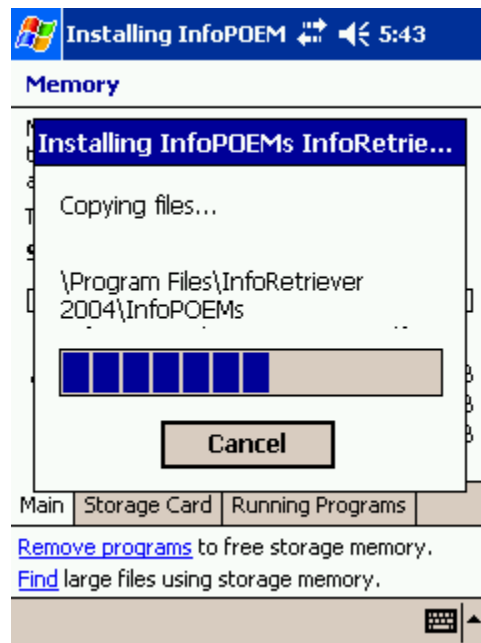 Installing InfoPOEM 5:43
Memory
Installing InfoPOEMs InfoRetrie...
Copying files...
\Program Files\InfoRetriever
2004\InfoPOEMs
Cancel
Main Storage Card Running Programs
Remove programs to free storage memory.
Find large files using storage memory.